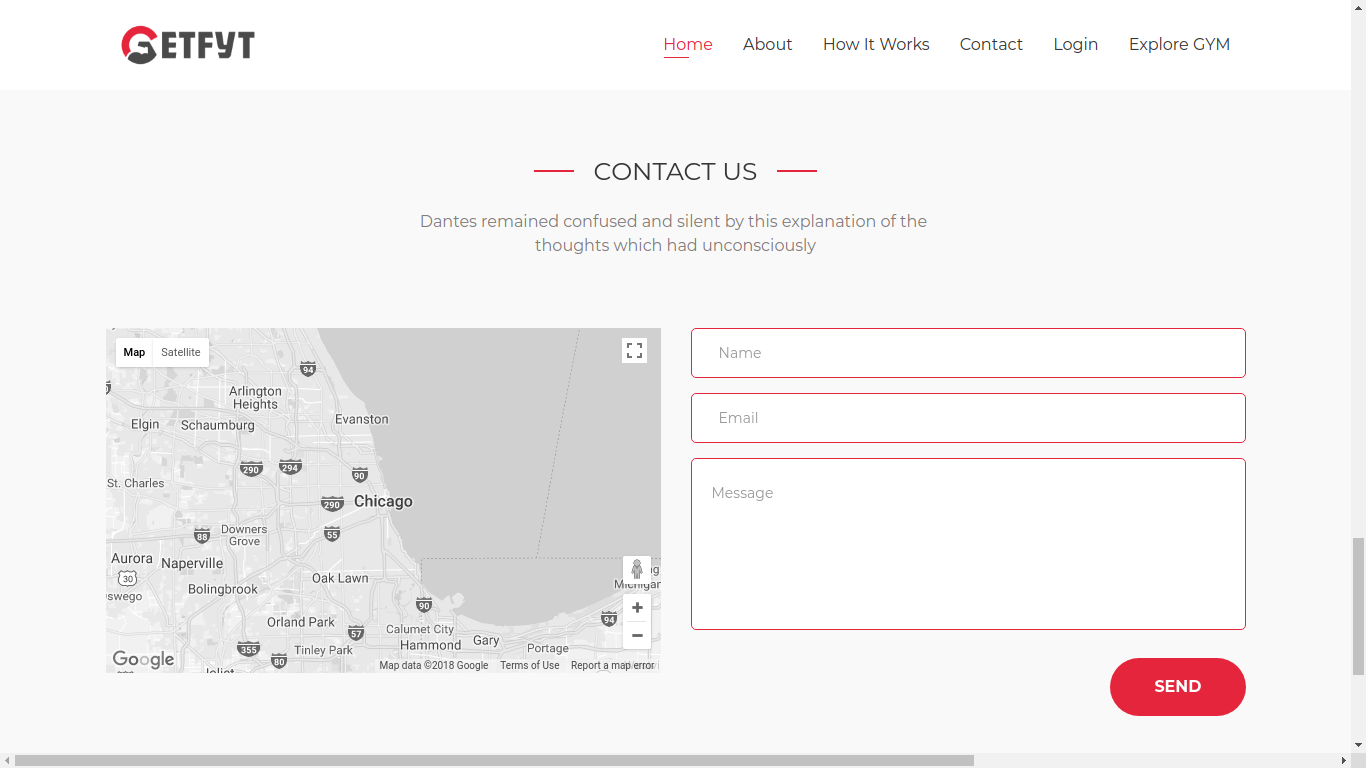 GETFYT
Home About How It Works Contact Login Explore GYM
CONTACT US
Dantes remained confused and silent by this explanation of the
thoughts which had unconsciously
Map Satellite
94
Arlington
Heights
Elgin Schaumburg
Evanston
290 294 90
St. Charles
290 Chicago
88 Downers
Grove
55
Aurora Naperville
30
Bolingbrook
Oak Lawn
90
94
Orland Park
57
Calumet City
355 Tinley Park
Hammond Gary
80
Portage
Google
Map data ©2018 Google Terms of Use Report a map error
Name
Email
Message
SEND